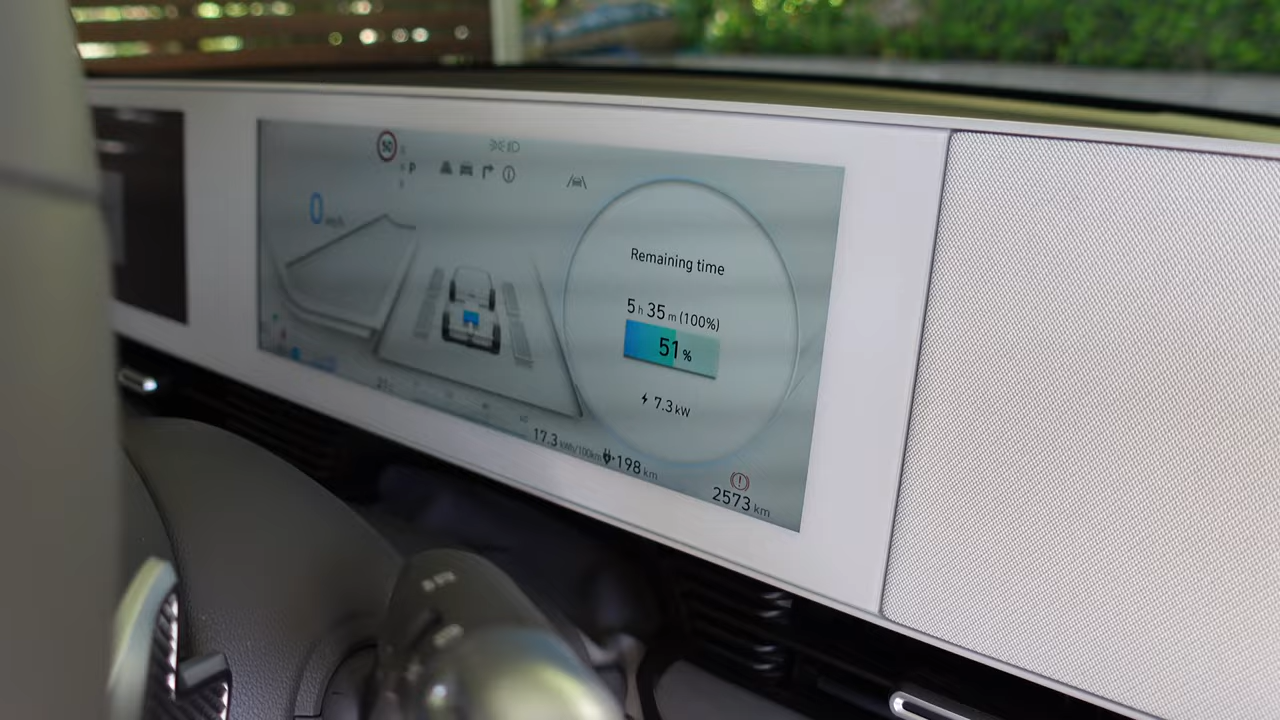 50
P
0 km/h
Remaining time
5 h 35 m (100%)
51 %
7.3 kW
17.3 kWh/100km
198 km
2573 km